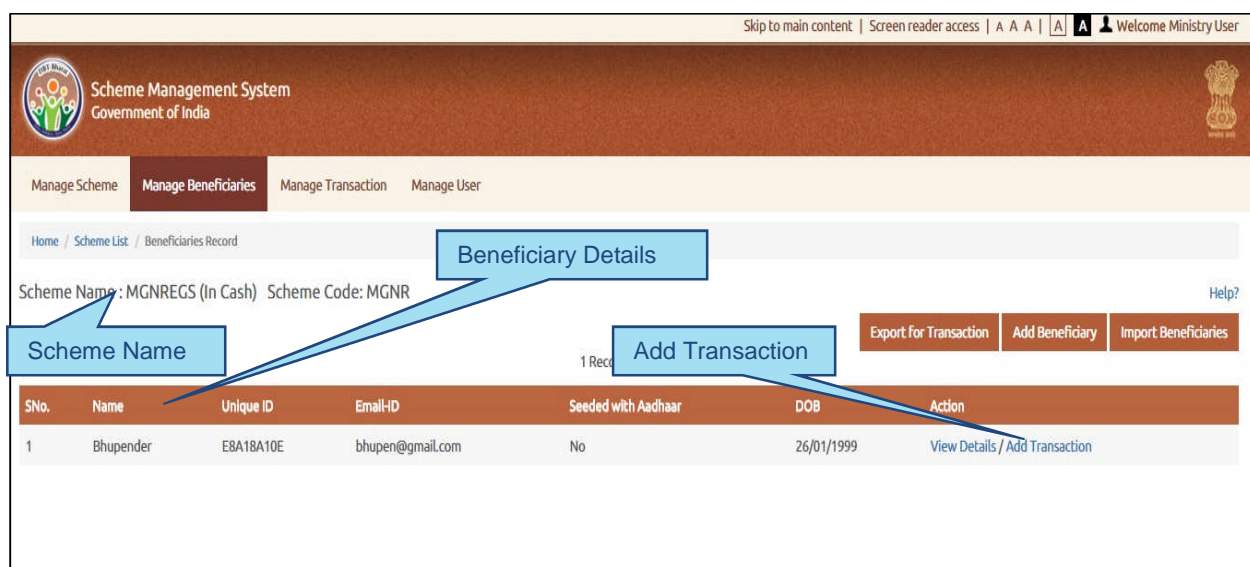 Skip to main content | Screen reader access | A A A | A A Welcome Ministry User
DBT Bharat
Scheme Management System
Government of India
Manage Scheme Manage Beneficiaries Manage Transaction Manage User
Home / Scheme List / Beneficiaries Record
Beneficiary Details
Scheme Name : MGNREGS (In Cash) Scheme Code: MGNR
Help?
Scheme Name
Add Transaction
Export for Transaction Add Beneficiary Import Beneficiaries
1
SNo. Name Unique ID Email-ID Seeded with Aadhaar DOB Action
1 Bhupender E8A18A10E bhupen@gmail.com No 26/01/1999 View Details / Add Transaction